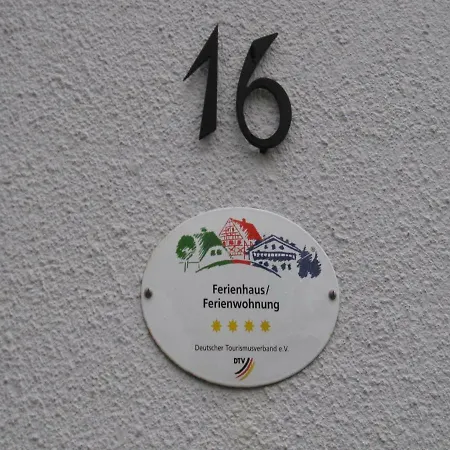 16
Ferienhaus/
Ferienwohnung
Deutscher Tourismusverband e.V.
DTV